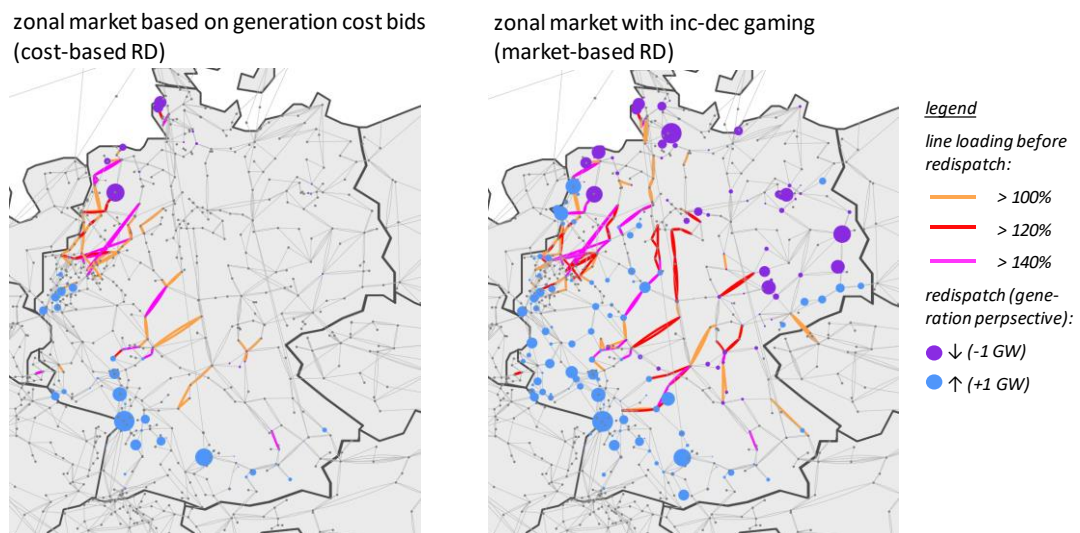 zonal market based on generation cost bids
(cost-based RD)
zonal market with inc-dec gaming
(market-based RD)
legend
line loading before
redispatch:
> 100%
> 120%
> 140%
redispatch (gene-
ration perpsective):
↓ (-1 GW)
↑ (+1 GW)